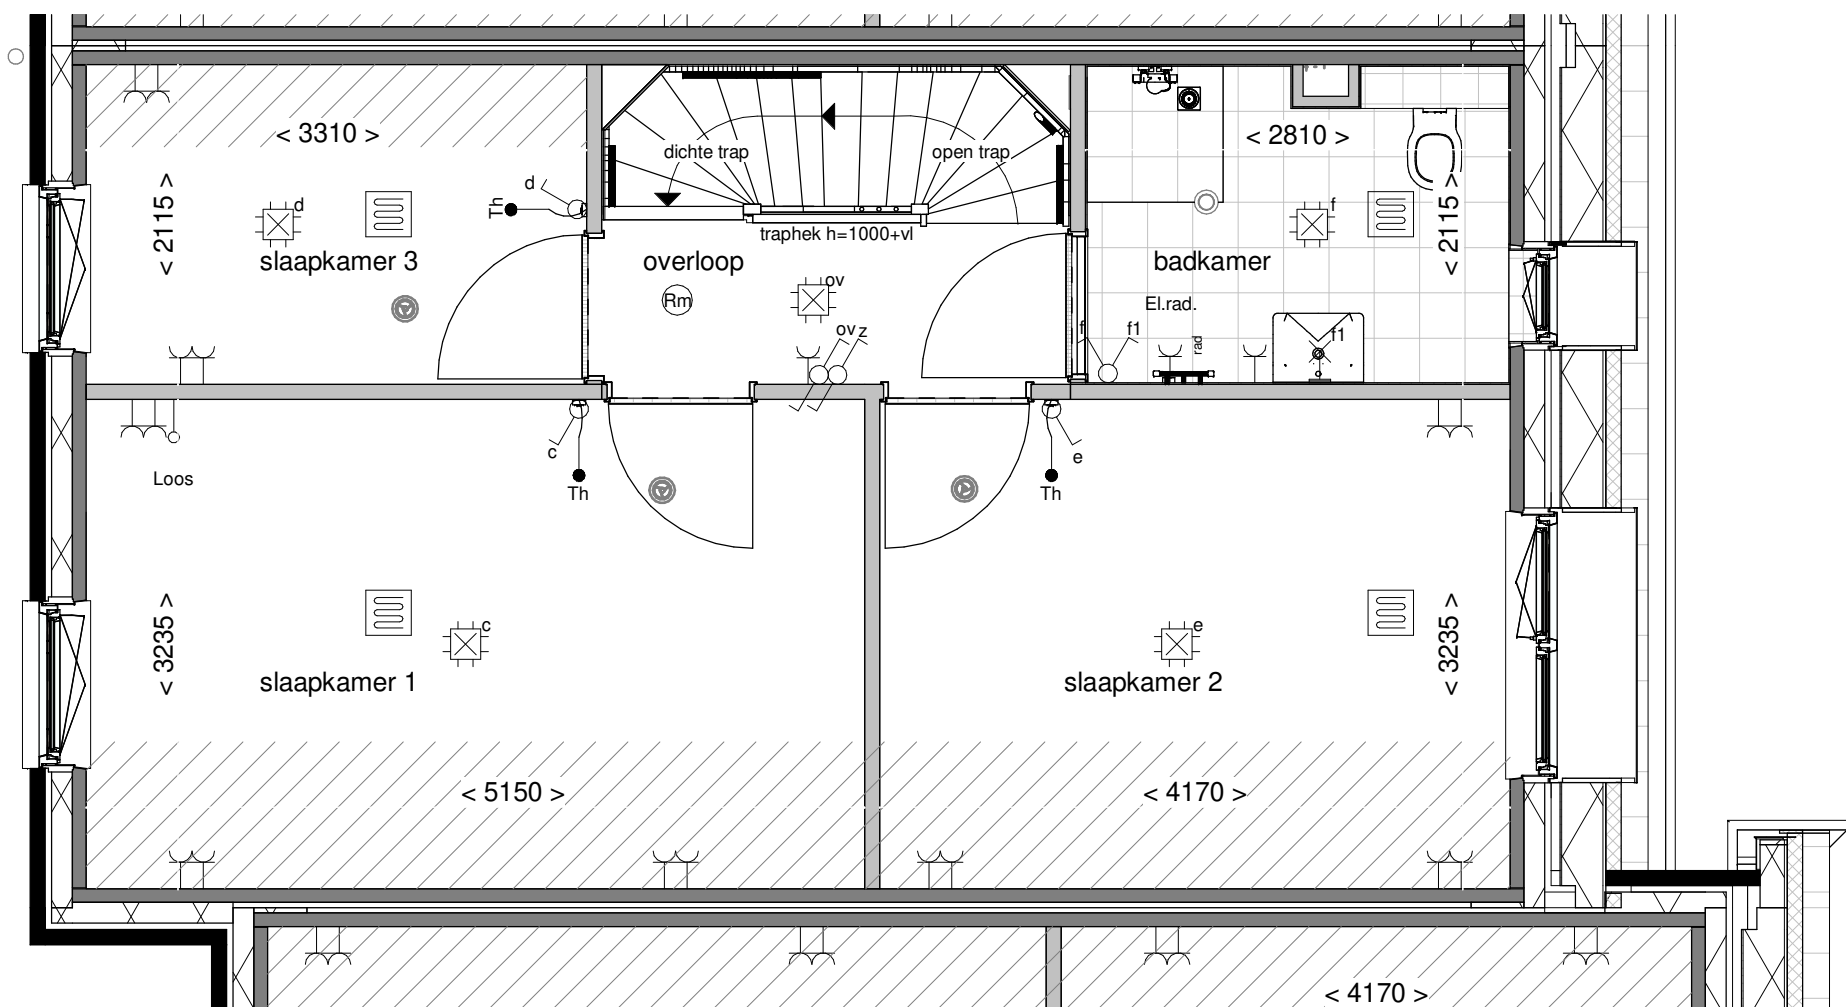 < 3310 >
< 2810 >
dichte trap
open trap
d
Th
d
f
< 2115 >
< 2115 >
traphek h=1000+vl
slaapkamer 3
overloop
badkamer
ov
Rm
El.rad.
ov z
f
f1
rad
f1
c
Th
e
Th
Loos
c
e
< 3235 >
< 3235 >
slaapkamer 1
slaapkamer 2
< 5150 >
< 4170 >
< 4170 >